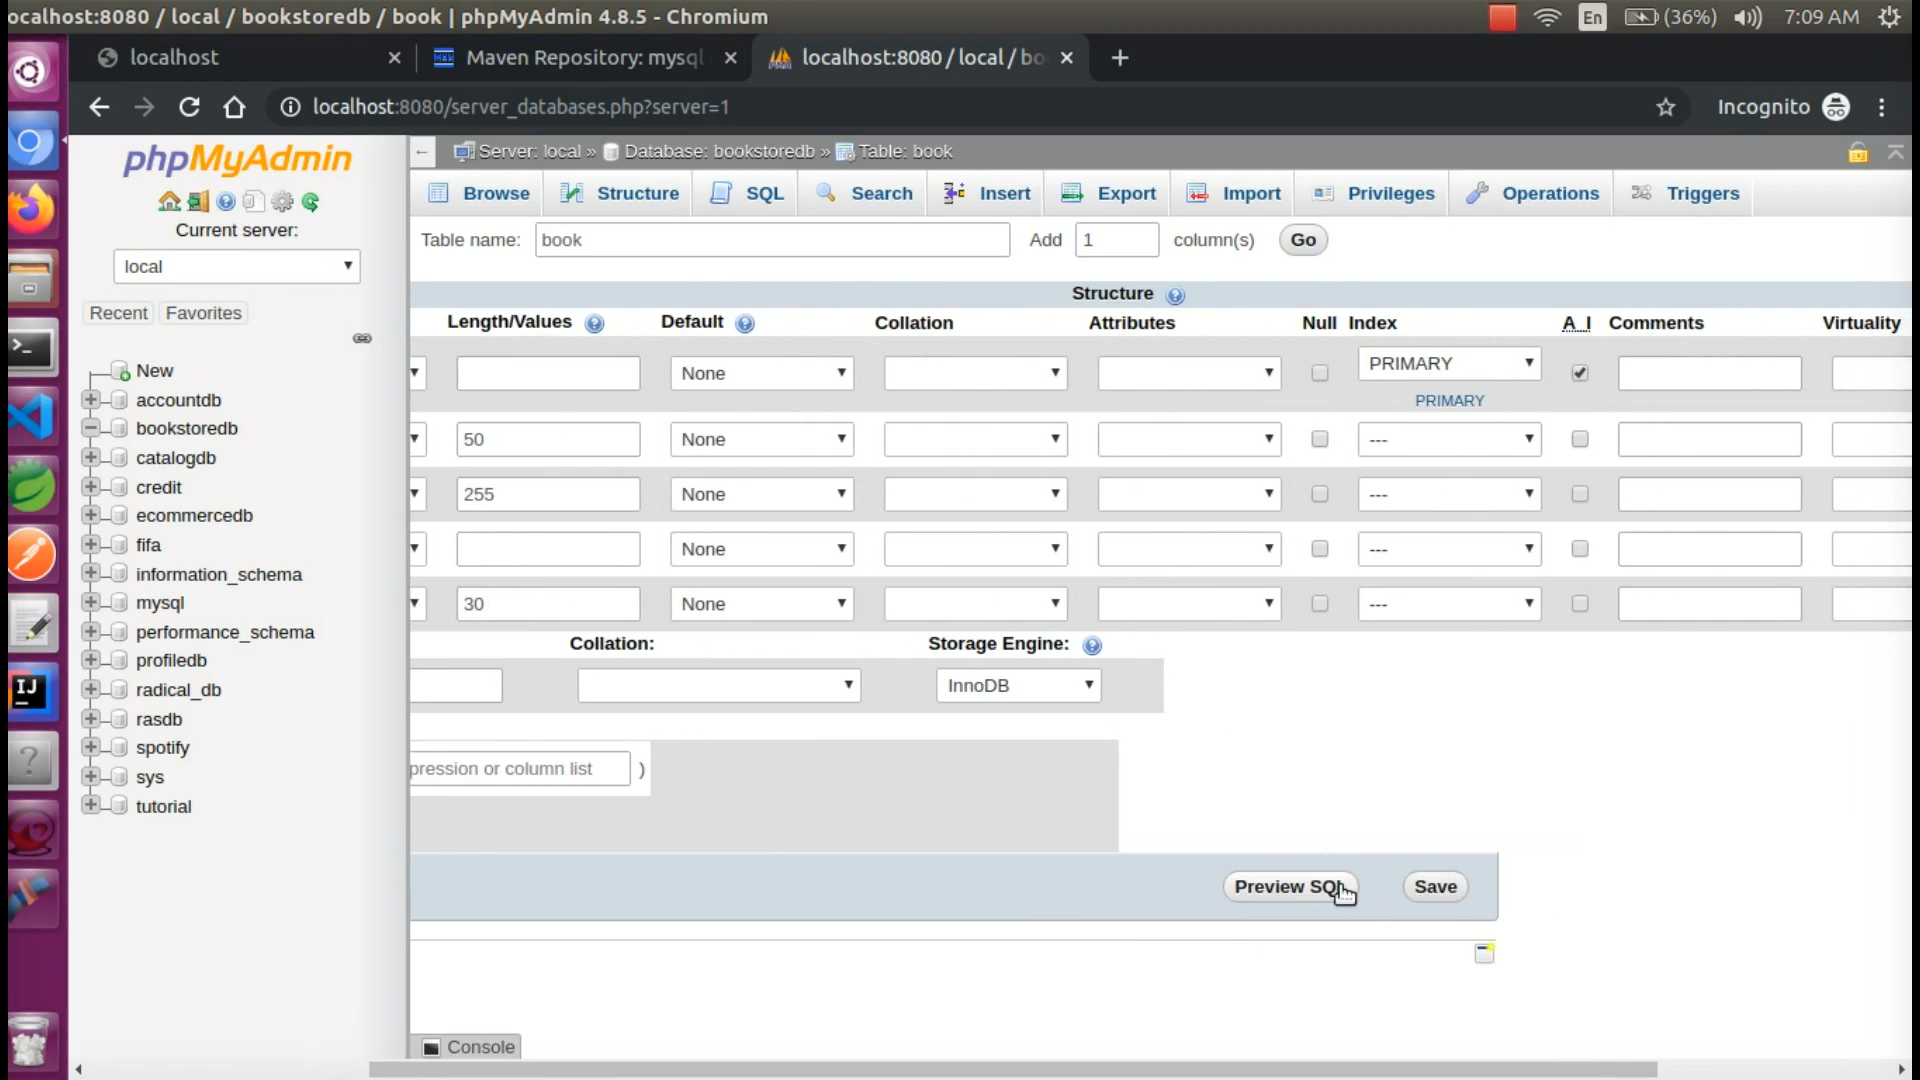 ocalhost:8080 / local / bookstoredb / book | phpMyAdmin 4.8.5 - Chromium
En (36%) 7:09 AM
localhost
Maven Repository: mysql
localhost:8080 / local / bo
localhost:8080/server_databases.php?server=1
Incognito
phpMyAdmin
Current server:
local
Recent Favorites
New
accountdb
bookstoredb
catalogdb
credit
ecommercedb
fifa
information_schema
mysql
performance_schema
profiledb
radical_db
rasdb
spotify
sys
tutorial
Server: local » Database: bookstoredb » Table: book
Browse Structure SQL Search Insert Export Import Privileges Operations Triggers
Table name: book Add 1 column(s) Go
Structure
Length/Values Default Collation Attributes Null Index A_I Comments Virtuality
None PRIMARY
PRIMARY
50 None ---
255 None ---
None ---
30 None ---
Collation: Storage Engine:
InnoDB
pression or column list )
Preview SQL Save
Console
IJ